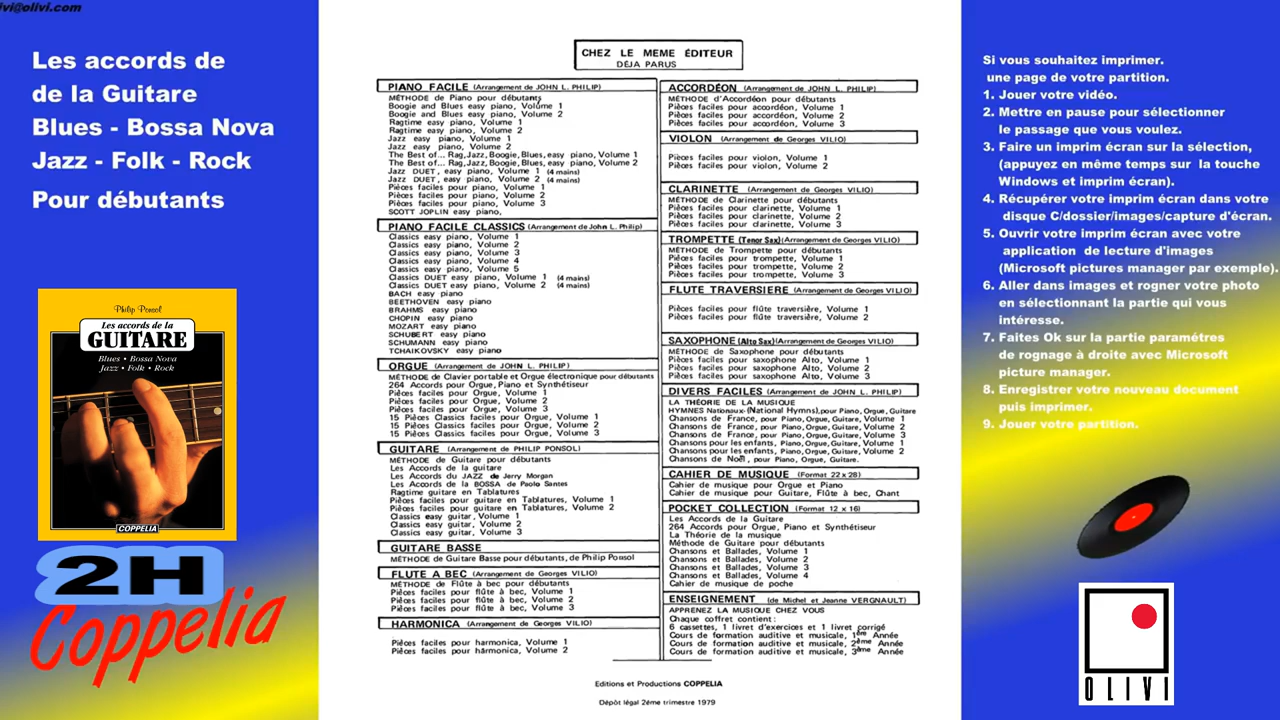 ivi@olivi.com
Les accords de
de la Guitare
Blues - Bossa Nova
Jazz - Folk - Rock
Pour débutants
Philip Ponsol
Les accords de la
GUITARE
Blues • Bossa Nova
Jazz • Folk • Rock
COPPELIA
2H
Coppelia
CHEZ LE MEME ÉDITEUR
DÉJA PARUS
PIANO FACILE (Arrangement de JOHN L. PHILIP)
MÉTHODE de Piano pour débutants
Boogie and Blues easy piano, Volume 1
Boogie and Blues easy piano, Volume 2
Ragtime easy piano, Volume 1
Ragtime easy piano, Volume 2
Jazz easy piano, Volume 1
Jazz easy piano, Volume 2
The Best of... Rag, Jazz, Boogie, Blues, easy piano, Volume 1
The Best of... Rag, Jazz, Boogie, Blues, easy piano, Volume 2
Jazz DUET, easy piano, Volume 1 (4 mains)
Jazz DUET, easy piano, Volume 2 (4 mains)
Pièces faciles pour piano, Volume 1
Pièces faciles pour piano, Volume 2
Pièces faciles pour piano, Volume 3
SCOTT JOPLIN easy piano,
PIANO FACILE CLASSICS (Arrangement de John L. Philip)
Classics easy piano, Volume 1
Classics easy piano, Volume 2
Classics easy piano, Volume 3
Classics easy piano, Volume 4
Classics easy piano, Volume 5
Classics DUET easy piano, Volume 1 (4 mains)
Classics DUET easy piano, Volume 2 (4 mains)
BACH easy piano
BEETHOVEN easy piano
BRAHMS easy piano
CHOPIN easy piano
MOZART easy piano
SCHUBERT easy piano
SCHUMANN easy piano
TCHAIKOVSKY easy piano
ORGUE (Arrangement de JOHN L. PHILIP)
MÉTHODE de Clavier portable et Orgue électronique pour débutants
264 Accords pour Orgue, Piano et Synthétiseur
Pièces faciles pour Orgue, Volume 1
Pièces faciles pour Orgue, Volume 2
Pièces faciles pour Orgue, Volume 3
15 Pièces Classics faciles pour Orgue, Volume 1
15 Pièces Classics faciles pour Orgue, Volume 2
15 Pièces Classics faciles pour Orgue, Volume 3
GUITARE (Arrangement de PHILIP PONSOL)
MÉTHODE de Guitare pour débutants
Les Accords de la guitare
Les Accords du JAZZ de Jerry Morgan
Les Accords de la BOSSA de Paolo Santes
Ragtime guitare en Tablatures
Pièces faciles pour guitare en Tablatures, Volume 1
Pièces faciles pour guitare en Tablatures, Volume 2
Classics easy guitar, Volume 1
Classics easy guitar, Volume 2
Classics easy guitar, Volume 3
GUITARE BASSE
MÉTHODE de Guitare Basse pour débutants, de Philip Ponsol
FLUTE A BEC (Arrangement de Georges VILIO)
MÉTHODE de Flûte à bec pour débutants
Pièces faciles pour flûte à bec, Volume 1
Pièces faciles pour flûte à bec, Volume 2
Pièces faciles pour flûte à bec, Volume 3
HARMONICA (Arrangement de Georges VILIO)
Pièces faciles pour harmonica, Volume 1
Pièces faciles pour harmonica, Volume 2
ACCORDÉON (Arrangement de JOHN L. PHILIP)
MÉTHODE d'Accordéon pour débutants
Pièces faciles pour accordéon, Volume 1
Pièces faciles pour accordéon, Volume 2
Pièces faciles pour accordéon, Volume 3
VIOLON (Arrangement de Georges VILIO)
Pièces faciles pour violon, Volume 1
Pièces faciles pour violon, Volume 2
CLARINETTE (Arrangement de Georges VILIO)
MÉTHODE de Clarinette pour débutants
Pièces faciles pour clarinette, Volume 1
Pièces faciles pour clarinette, Volume 2
Pièces faciles pour clarinette, Volume 3
TROMPETTE (Tenor Sax) (Arrangement de Georges VILIO)
MÉTHODE de Trompette pour débutants
Pièces faciles pour trompette, Volume 1
Pièces faciles pour trompette, Volume 2
Pièces faciles pour trompette, Volume 3
FLUTE TRAVERSIERE (Arrangement de Georges VILIO)
Pièces faciles pour flûte traversière, Volume 1
Pièces faciles pour flûte traversière, Volume 2
SAXOPHONE (Alto Sax) (Arrangement de Georges VILIO)
MÉTHODE de Saxophone pour débutants
Pièces faciles pour saxophone Alto, Volume 1
Pièces faciles pour saxophone Alto, Volume 2
Pièces faciles pour saxophone Alto, Volume 3
DIVERS FACILES (Arrangement de JOHN L. PHILIP)
LA THÉORIE DE LA MUSIQUE
HYMNES Nationaux-(National Hymns), pour Piano, Orgue, Guitare
Chansons de France, pour Piano, Orgue, Guitare, Volume 1
Chansons de France, pour Piano, Orgue, Guitare, Volume 2
Chansons de France, pour Piano, Orgue, Guitare, Volume 3
Chansons pour les enfants, Piano, Orgue, Guitare, Volume 1
Chansons pour les enfants, Piano, Orgue, Guitare, Volume 2
Chansons de Noël, pour Piano, Orgue, Guitare.
CAHIER DE MUSIQUE (Format 22 x 28)
Cahier de musique pour Orgue et Piano
Cahier de musique pour Guitare, Flûte à bec, Chant
POCKET COLLECTION (Format 12 x 16)
Les Accords de la Guitare
264 Accords pour Orgue, Piano et Synthétiseur
La Théorie de la musique
Méthode de Guitare pour débutants
Chansons et Ballades, Volume 1
Chansons et Ballades, Volume 2
Chansons et Ballades, Volume 3
Chansons et Ballades, Volume 4
Cahier de musique de poche
ENSEIGNEMENT (de Michel et Jeanne VERGNAULT)
APPRENEZ LA MUSIQUE CHEZ VOUS
Chaque coffret contient :
6 cassettes, 1 livret d'exercices et 1 livret corrigé
Cours de formation auditive et musicale, 1ère Année
Cours de formation auditive et musicale, 2ème Année
Cours de formation auditive et musicale, 3ème Année
Editions et Productions COPPELIA
Dépôt légal 2ème trimestre 1979
Si vous souhaitez imprimer.
une page de votre partition.
1. Jouer votre vidéo.
2. Mettre en pause pour sélectionner
le passage que vous voulez.
3. Faire un imprim écran sur la sélection,
(appuyez en même temps sur la touche
Windows et imprim écran).
4. Récupérer votre imprim écran dans votre
disque C/dossier/images/capture d'écran.
5. Ouvrir votre imprim écran avec votre
application de lecture d'images
(Microsoft pictures manager par exemple).
6. Aller dans images et rogner votre photo
en sélectionnant la partie qui vous
intéresse.
7. Faites Ok sur la partie paramétres
de rognage à droite avec Microsoft
picture manager.
8. Enregistrer votre nouveau document
puis imprimer.
9. Jouer votre partition.
OLIVI